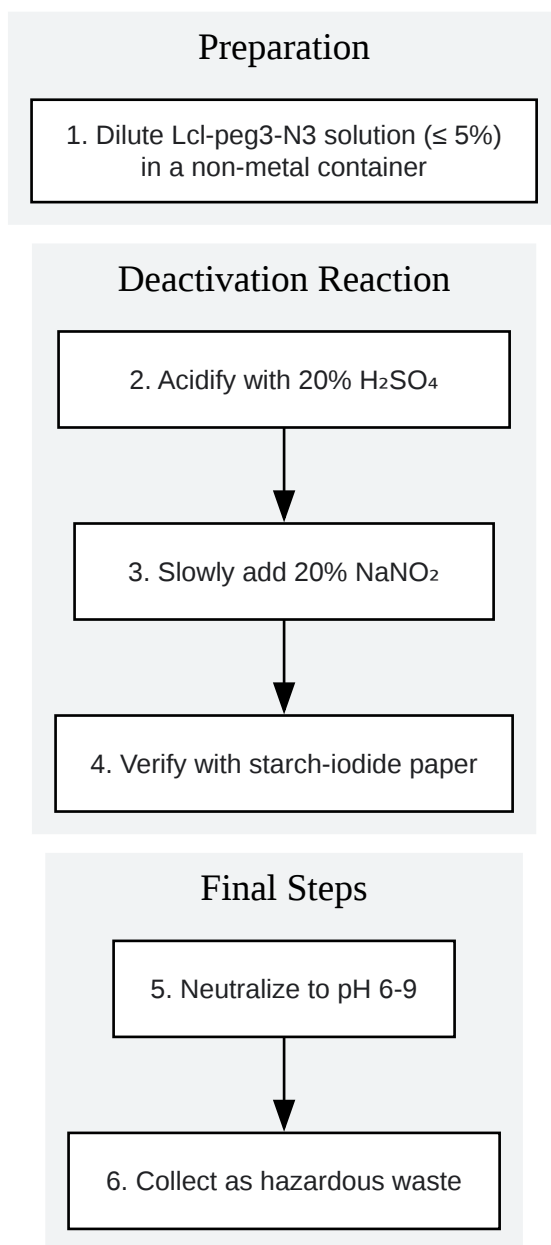 Preparation
1. Dilute Lcl-peg3-N3 solution (≤ 5%)
in a non-metal container
Deactivation Reaction
2. Acidify with 20% H₂SO₄
3. Slowly add 20% NaNO₂
4. Verify with starch-iodide paper
Final Steps
5. Neutralize to pH 6-9
6. Collect as hazardous waste